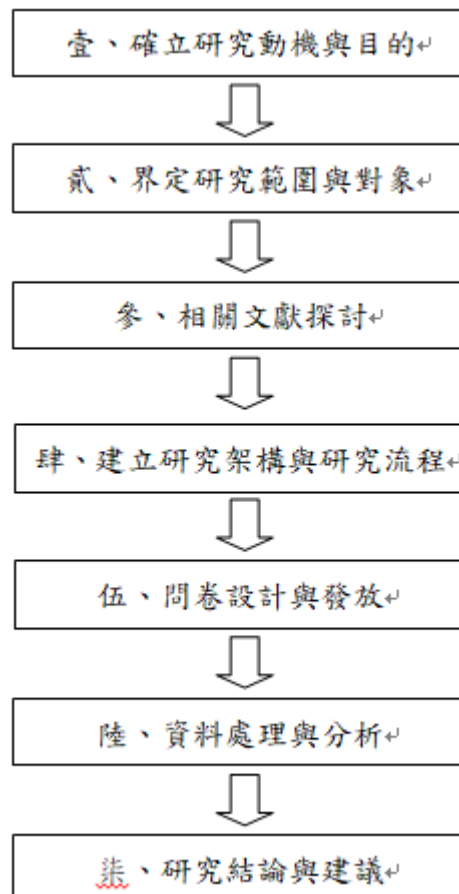 壹、確立研究動機與目的
貳、界定研究範圍與對象
參、相關文獻探討
肆、建立研究架構與研究流程
伍、問卷設計與發放
陸、資料處理與分析
柒、研究結論與建議